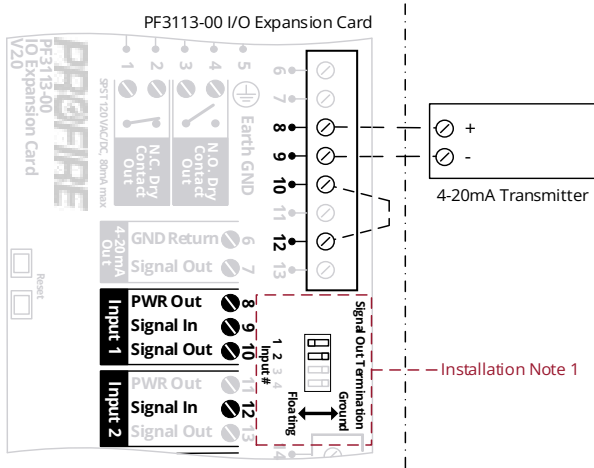 PF3113-00 I/O Expansion Card
PROFIRE
PF3113-00
IO Expansion Card
V2.0
1
2
3
4
5
SPST 120 VAC/DC, 80mA max
N.C. Dry
Contact
Out
N.O. Dry
Contact
Out
Earth GND
6
7
8
9
10
11
12
13
+
-
4-20mA Transmitter
4-20mA
Out
GND Return
6
Signal Out
7
Reset
Input 1
PWR Out
8
Signal In
9
Signal Out
10
Input 2
PWR Out
11
Signal In
12
Signal Out
13
14
Signal Out Termination
1
2
3
4
Input #
Ground
Floating
Installation Note 1